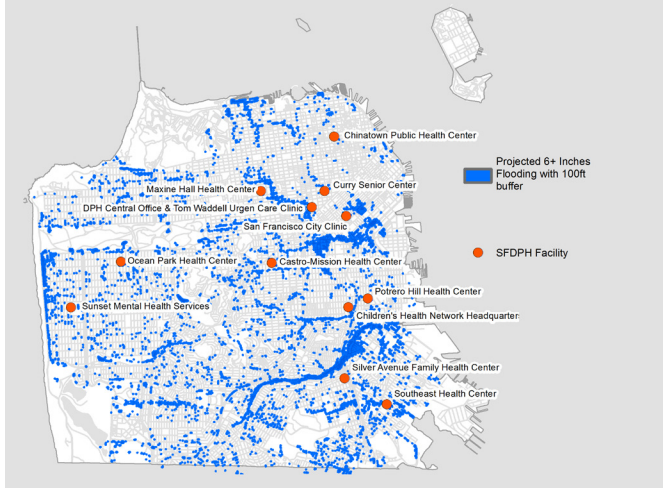 Chinatown Public Health Center
Projected 6+ Inches
Flooding with 100ft
buffer
Maxine Hall Health Center
Curry Senior Center
DPH Central Office & Tom Waddell Urgen Care Clinic
San Francisco City Clinic
SFDPH Facility
Ocean Park Health Center
Castro-Mission Health Center
Potrero Hill Health Center
Sunset Mental Health Services
Children's Health Network Headquarter
Silver Avenue Family Health Center
Southeast Health Center